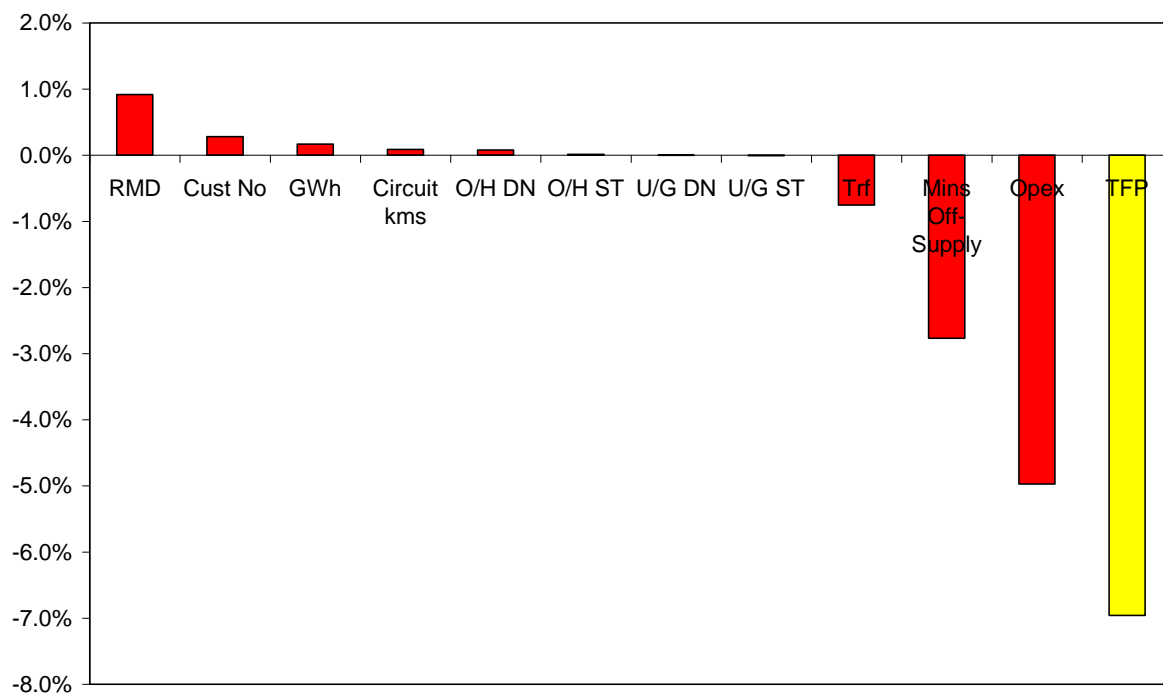 2.0%
1.0%
0.0%
-1.0%
-2.0%
-3.0%
-4.0%
-5.0%
-6.0%
-7.0%
-8.0%
RMD
Cust No
GWh
Circuit
kms
O/H DN
O/H ST
U/G DN
U/G ST
Trf
Mins
Off-
Supply
Opex
TFP